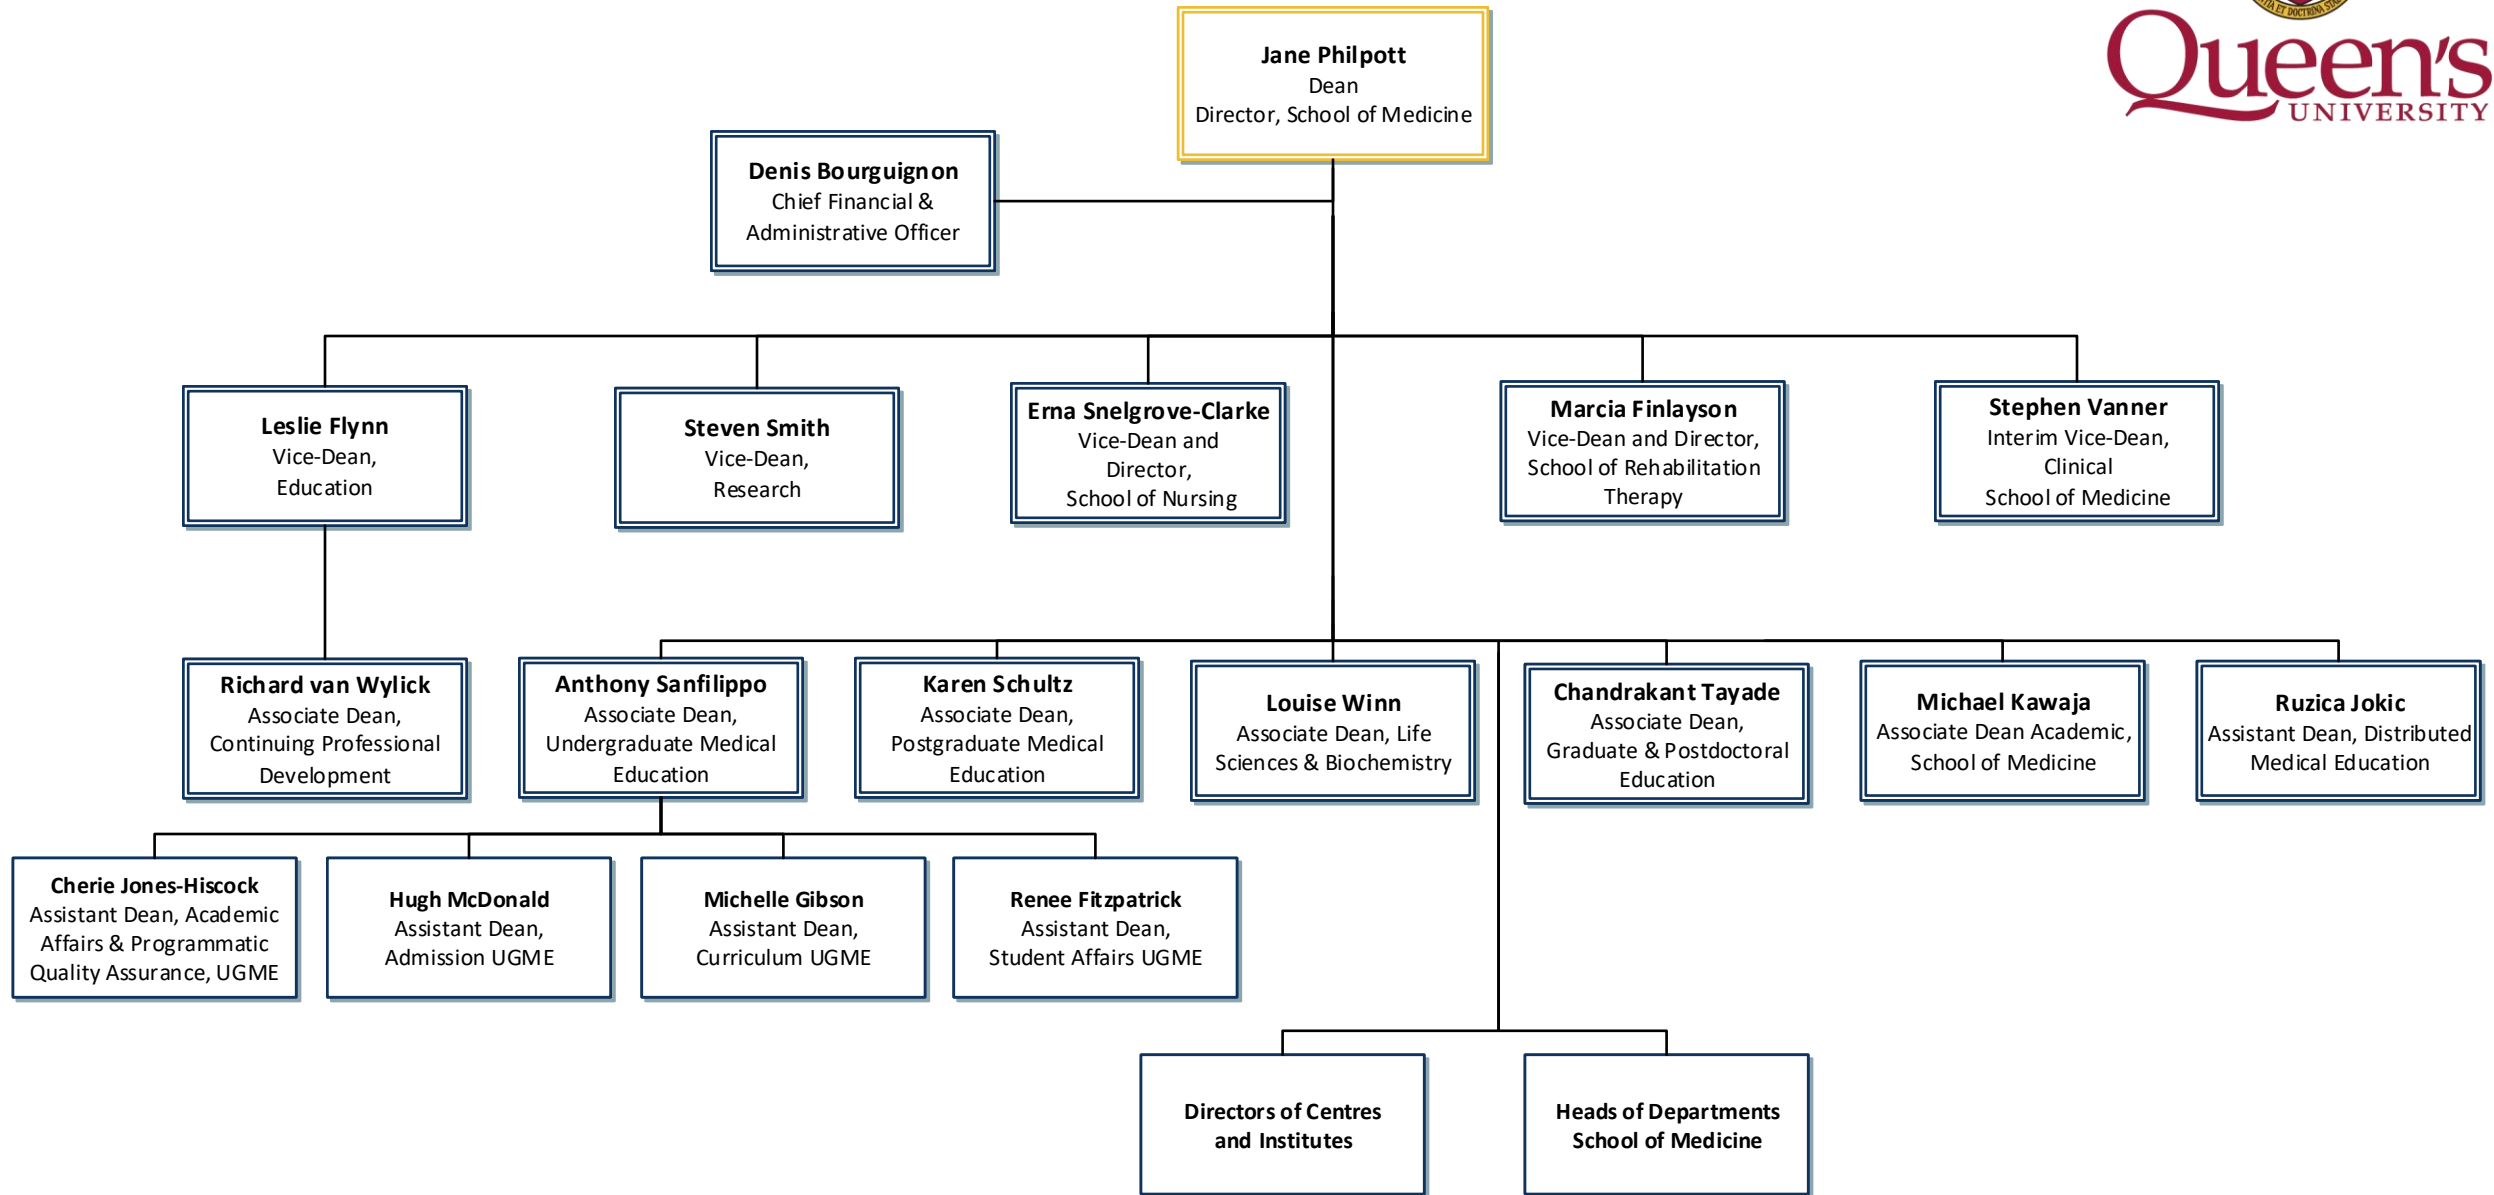 Jane Philpott
Dean
Director, School of Medicine
Queen's
UNIVERSITY
Denis Bourguignon
Chief Financial &
Administrative Officer
Leslie Flynn
Vice-Dean,
Education
Steven Smith
Vice-Dean,
Research
Erna Snelgrove-Clarke
Vice-Dean and
Director,
School of Nursing
Marcia Finlayson
Vice-Dean and Director,
School of Rehabilitation
Therapy
Stephen Vanner
Interim Vice-Dean,
Clinical
School of Medicine
Richard van Wylick
Associate Dean,
Continuing Professional
Development
Anthony Sanfilippo
Associate Dean,
Undergraduate Medical
Education
Karen Schultz
Associate Dean,
Postgraduate Medical
Education
Louise Winn
Associate Dean, Life
Sciences & Biochemistry
Chandrakant Tayade
Associate Dean,
Graduate & Postdoctoral
Education
Michael Kawaja
Associate Dean Academic,
School of Medicine
Ruzica Jokic
Assistant Dean, Distributed
Medical Education
Cherie Jones-Hiscock
Assistant Dean, Academic
Affairs & Programmatic
Quality Assurance, UGME
Hugh McDonald
Assistant Dean,
Admission UGME
Michelle Gibson
Assistant Dean,
Curriculum UGME
Renee Fitzpatrick
Assistant Dean,
Student Affairs UGME
Directors of Centres
and Institutes
Heads of Departments
School of Medicine